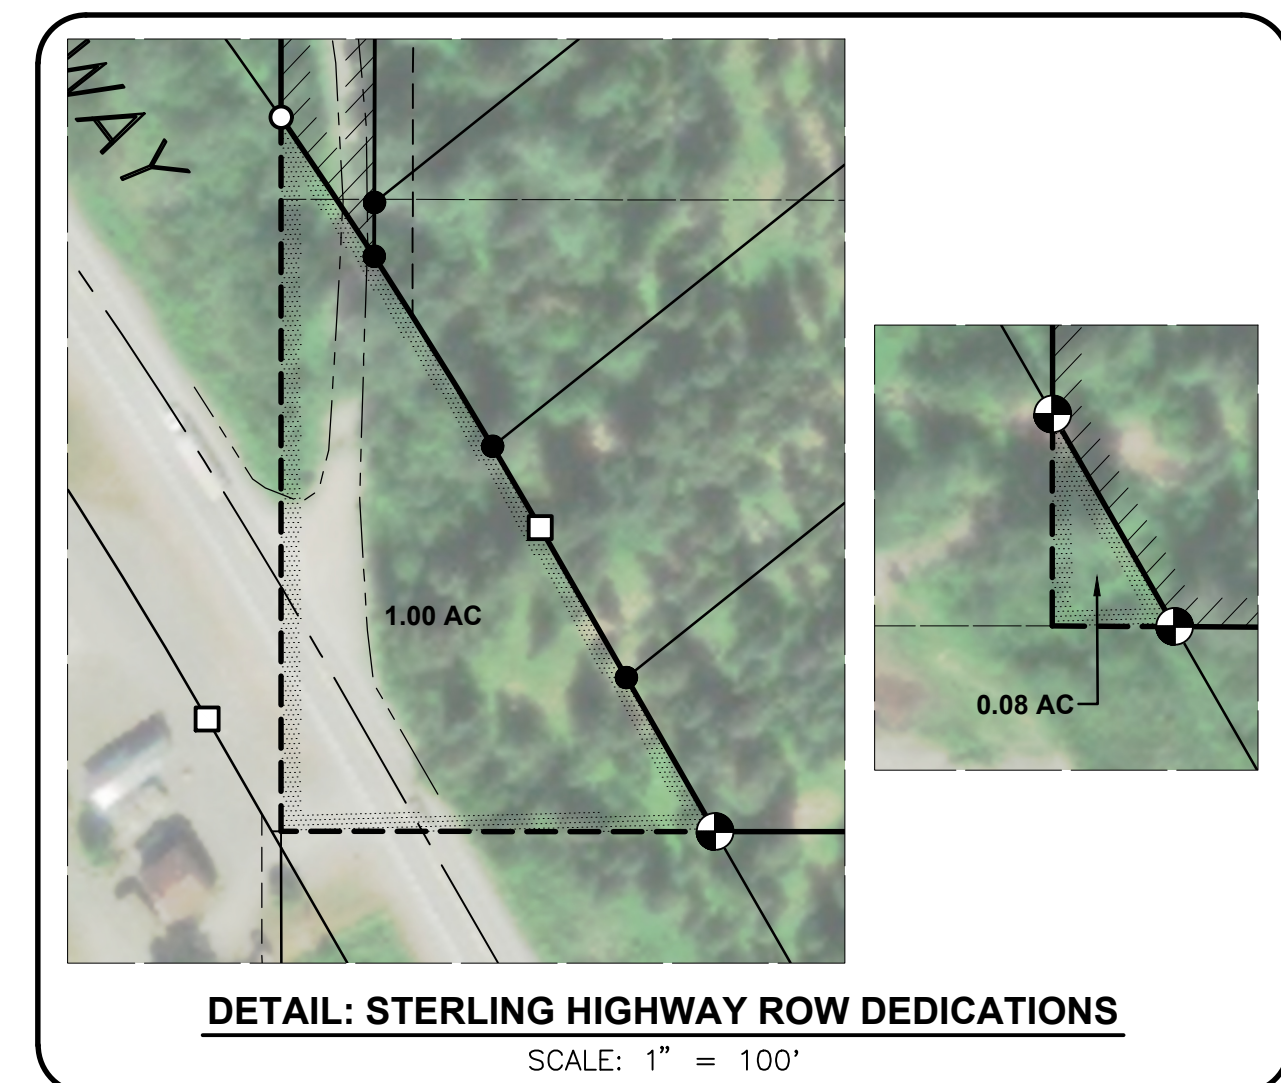 WAY
1.00 AC
0.08 AC
DETAIL: STERLING HIGHWAY ROW DEDICATIONS
SCALE: 1” = 100’